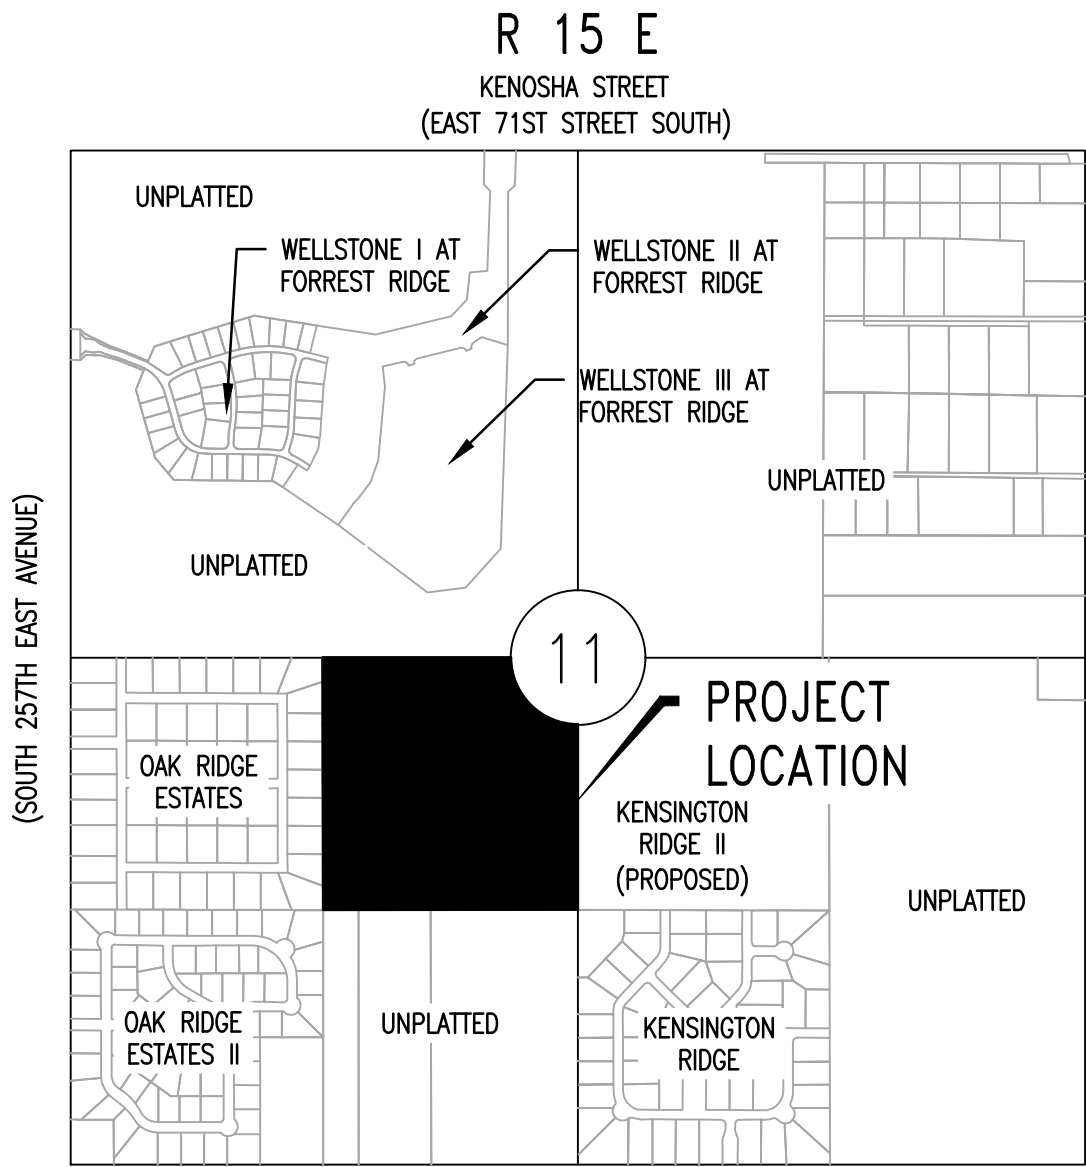 R 15 E
KENOSHA STREET
(EAST 71ST STREET SOUTH)
UNPLATTED
WELLSTONE I AT
FORREST RIDGE
WELLSTONE II AT
FORREST RIDGE
WELLSTONE III AT
FORREST RIDGE
UNPLATTED
UNPLATTED
(SOUTH 257TH EAST AVENUE)
11
PROJECT
LOCATION
OAK RIDGE
ESTATES
KENSINGTON
RIDGE II
(PROPOSED)
UNPLATTED
OAK RIDGE
ESTATES II
UNPLATTED
KENSINGTON
RIDGE